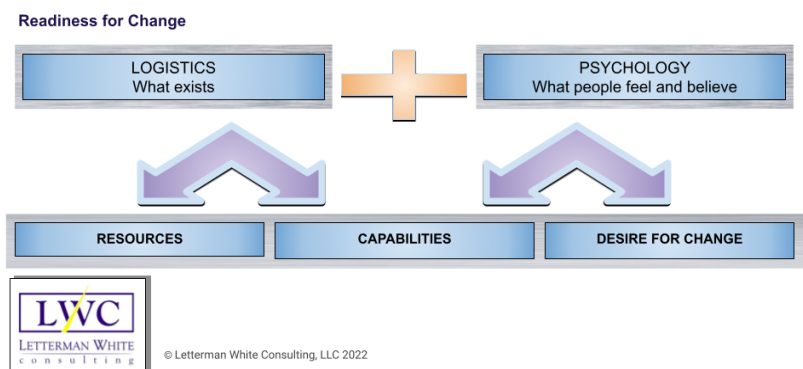 Readiness for Change
LOGISTICS
What exists
PSYCHOLOGY
What people feel and believe
RESOURCES
CAPABILITIES
DESIRE FOR CHANGE
LWC
LETTERMAN WHITE
consulting
© Letterman White Consulting, LLC 2022